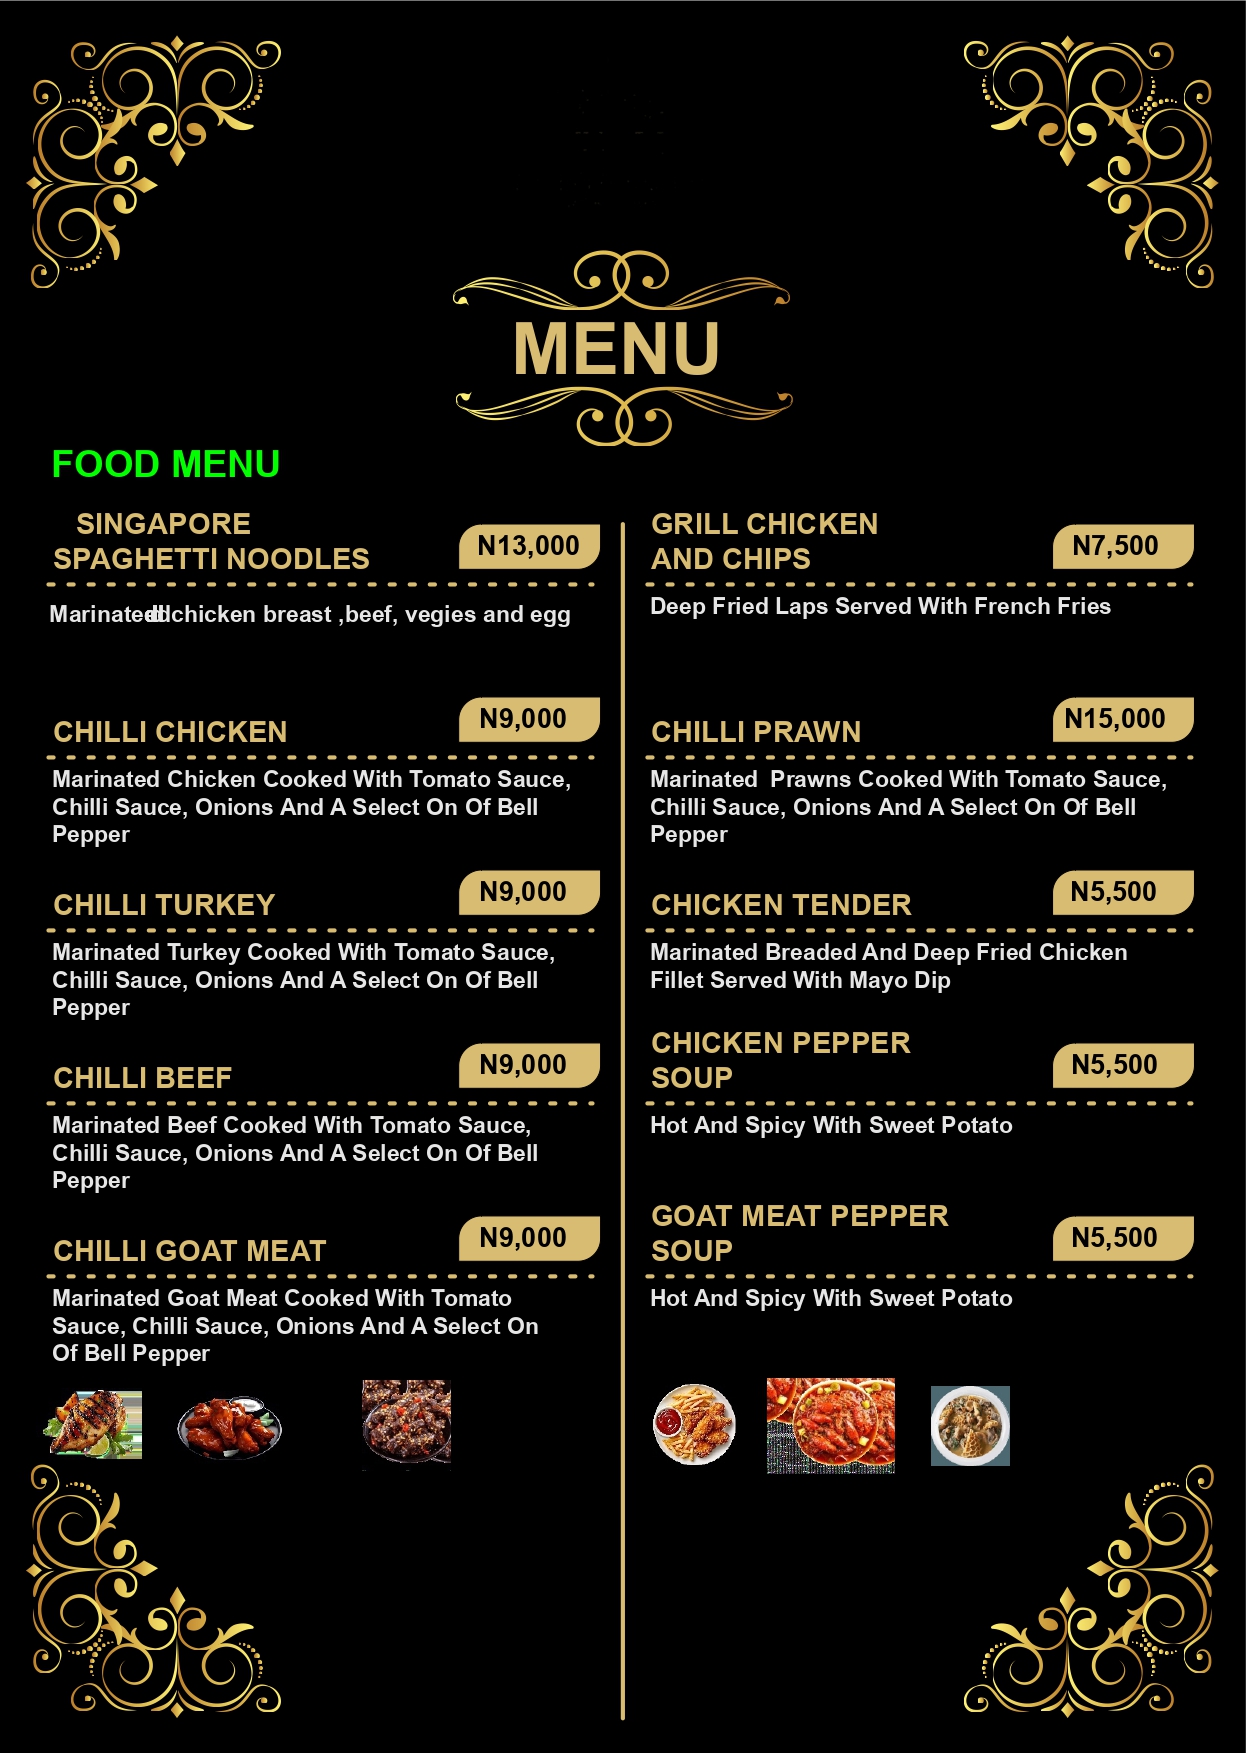 MENU
FOOD MENU
SINGAPORE
SPAGHETTI NOODLES
N13,000
Marinated chicken breast ,beef, vegies and egg
CHILLI CHICKEN
N9,000
Marinated Chicken Cooked With Tomato Sauce,
Chilli Sauce, Onions And A Select On Of Bell
Pepper
CHILLI TURKEY
N9,000
Marinated Turkey Cooked With Tomato Sauce,
Chilli Sauce, Onions And A Select On Of Bell
Pepper
CHILLI BEEF
N9,000
Marinated Beef Cooked With Tomato Sauce,
Chilli Sauce, Onions And A Select On Of Bell
Pepper
CHILLI GOAT MEAT
N9,000
Marinated Goat Meat Cooked With Tomato
Sauce, Chilli Sauce, Onions And A Select On
Of Bell Pepper
GRILL CHICKEN
AND CHIPS
N7,500
Deep Fried Laps Served With French Fries
CHILLI PRAWN
N15,000
Marinated  Prawns Cooked With Tomato Sauce,
Chilli Sauce, Onions And A Select On Of Bell
Pepper
CHICKEN TENDER
N5,500
Marinated Breaded And Deep Fried Chicken
Fillet Served With Mayo Dip
CHICKEN PEPPER
SOUP
N5,500
Hot And Spicy With Sweet Potato
GOAT MEAT PEPPER
SOUP
N5,500
Hot And Spicy With Sweet Potato